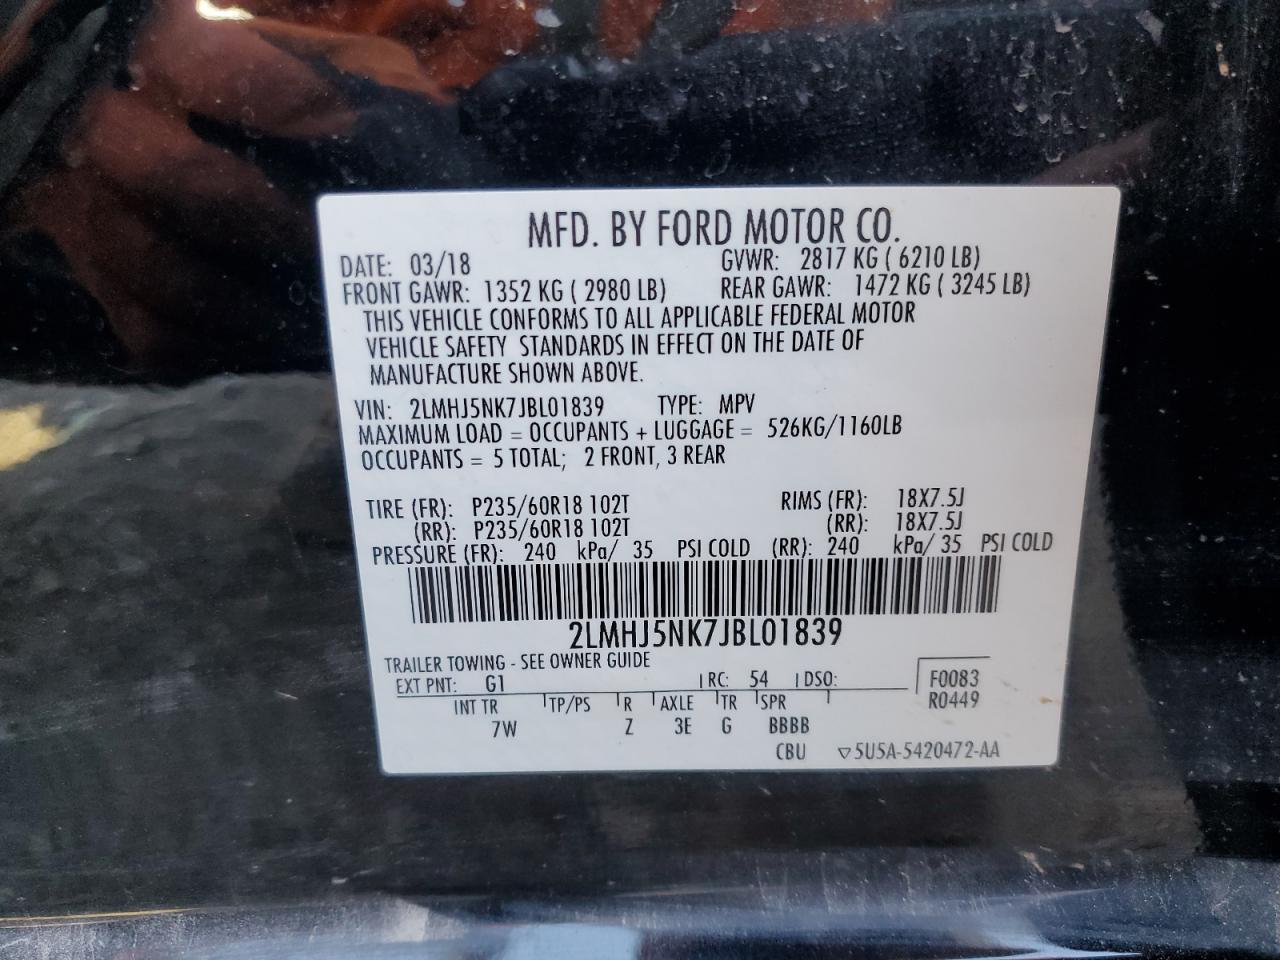 MFD. BY FORD MOTOR CO.
DATE: 03/18 GVWR: 2817 KG ( 6210 LB)
FRONT GAWR: 1352 KG ( 2980 LB) REAR GAWR: 1472 KG ( 3245 LB)
THIS VEHICLE CONFORMS TO ALL APPLICABLE FEDERAL MOTOR
VEHICLE SAFETY STANDARDS IN EFFECT ON THE DATE OF
MANUFACTURE SHOWN ABOVE.
VIN: 2LMHJ5NK7JBL01839 TYPE: MPV
MAXIMUM LOAD = OCCUPANTS + LUGGAGE = 526KG/1160LB
OCCUPANTS = 5 TOTAL; 2 FRONT, 3 REAR
TIRE (FR): P235/60R18 102T RIMS (FR): 18X7.5J
(RR): P235/60R18 102T (RR): 18X7.5J
PRESSURE (FR): 240 kPa/ 35 PSI COLD (RR): 240 kPa/ 35 PSI COLD
2LMHJ5NK7JBL01839
TRAILER TOWING - SEE OWNER GUIDE
EXT PNT: G1 RC: 54 DSO: F0083
INT TR TP/PS R AXLE TR SPR R0449
7W Z 3E G BBBB
CBU ▽5U5A-5420472-AA